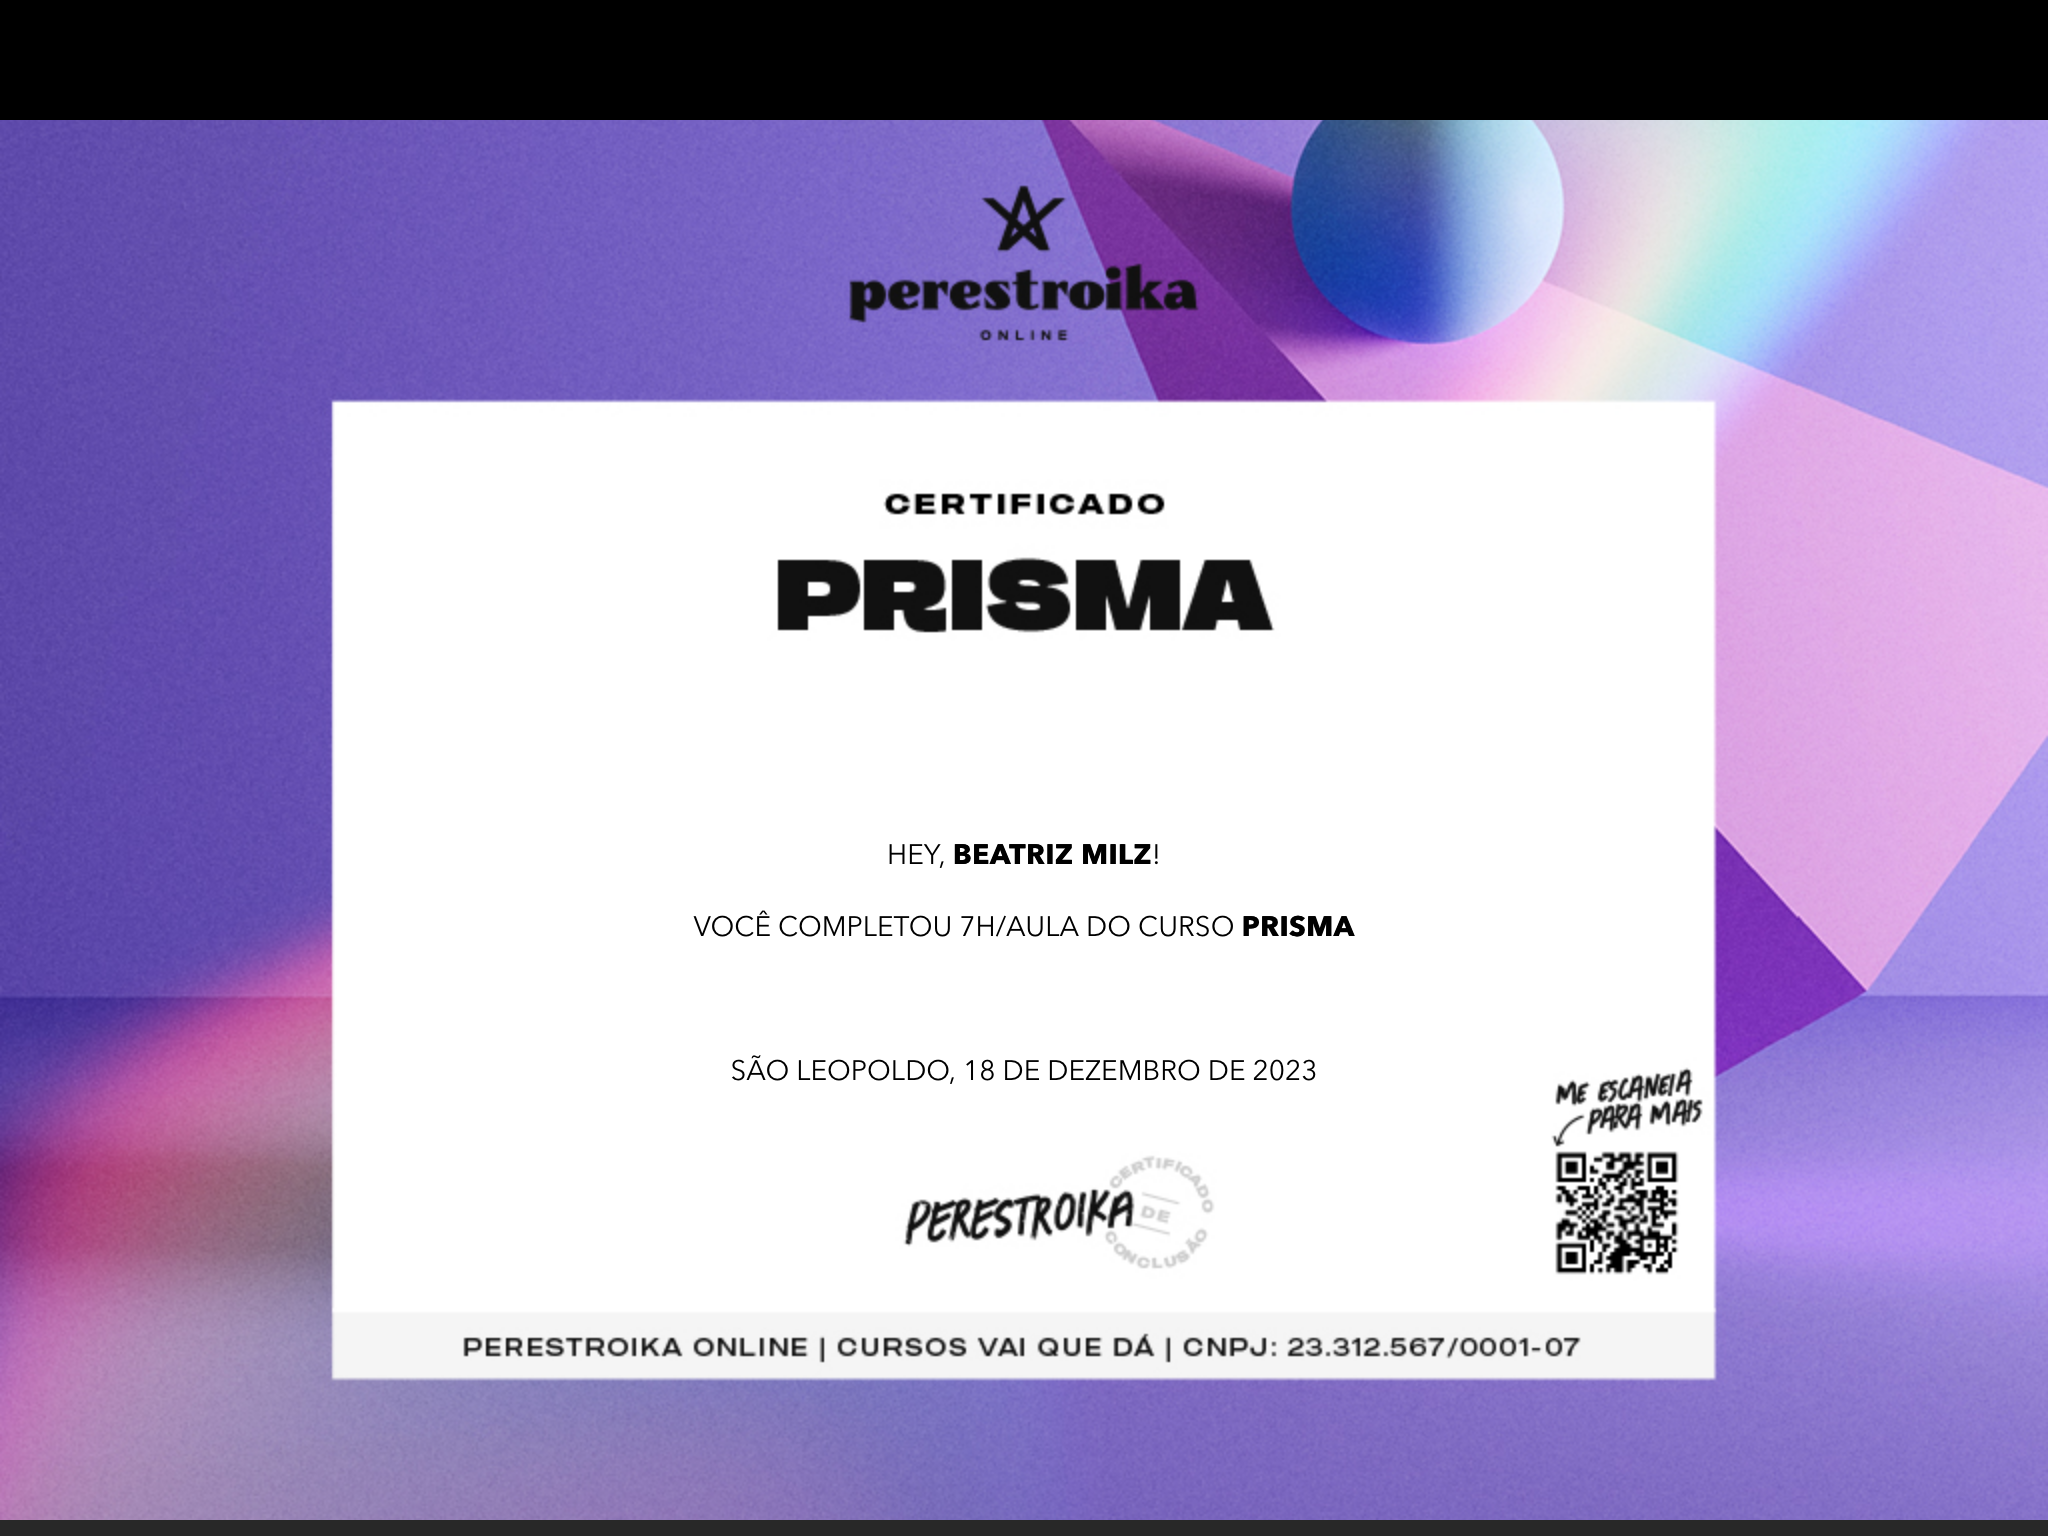 perestroika
ONLINE
CERTIFICADO
PRISMA
HEY, BEATRIZ MILZ!
VOCÊ COMPLETOU 7H/AULA DO CURSO PRISMA
SÃO LEOPOLDO, 18 DE DEZEMBRO DE 2023
ME ESCANEIA
PARA MAIS
PERESTROIKA
CERTIFICADO
DE
CONCLUSÃO
PERESTROIKA ONLINE | CURSOS VAI QUE DÁ | CNPJ: 23.312.567/0001-07